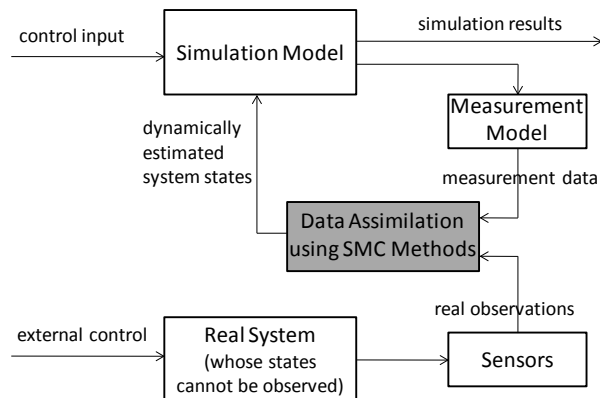 control input
Simulation Model
simulation results
Measurement
Model
dynamically
estimated
system states
measurement data
Data Assimilation
using SMC Methods
real observations
external control
Real System
(whose states
cannot be observed)
Sensors